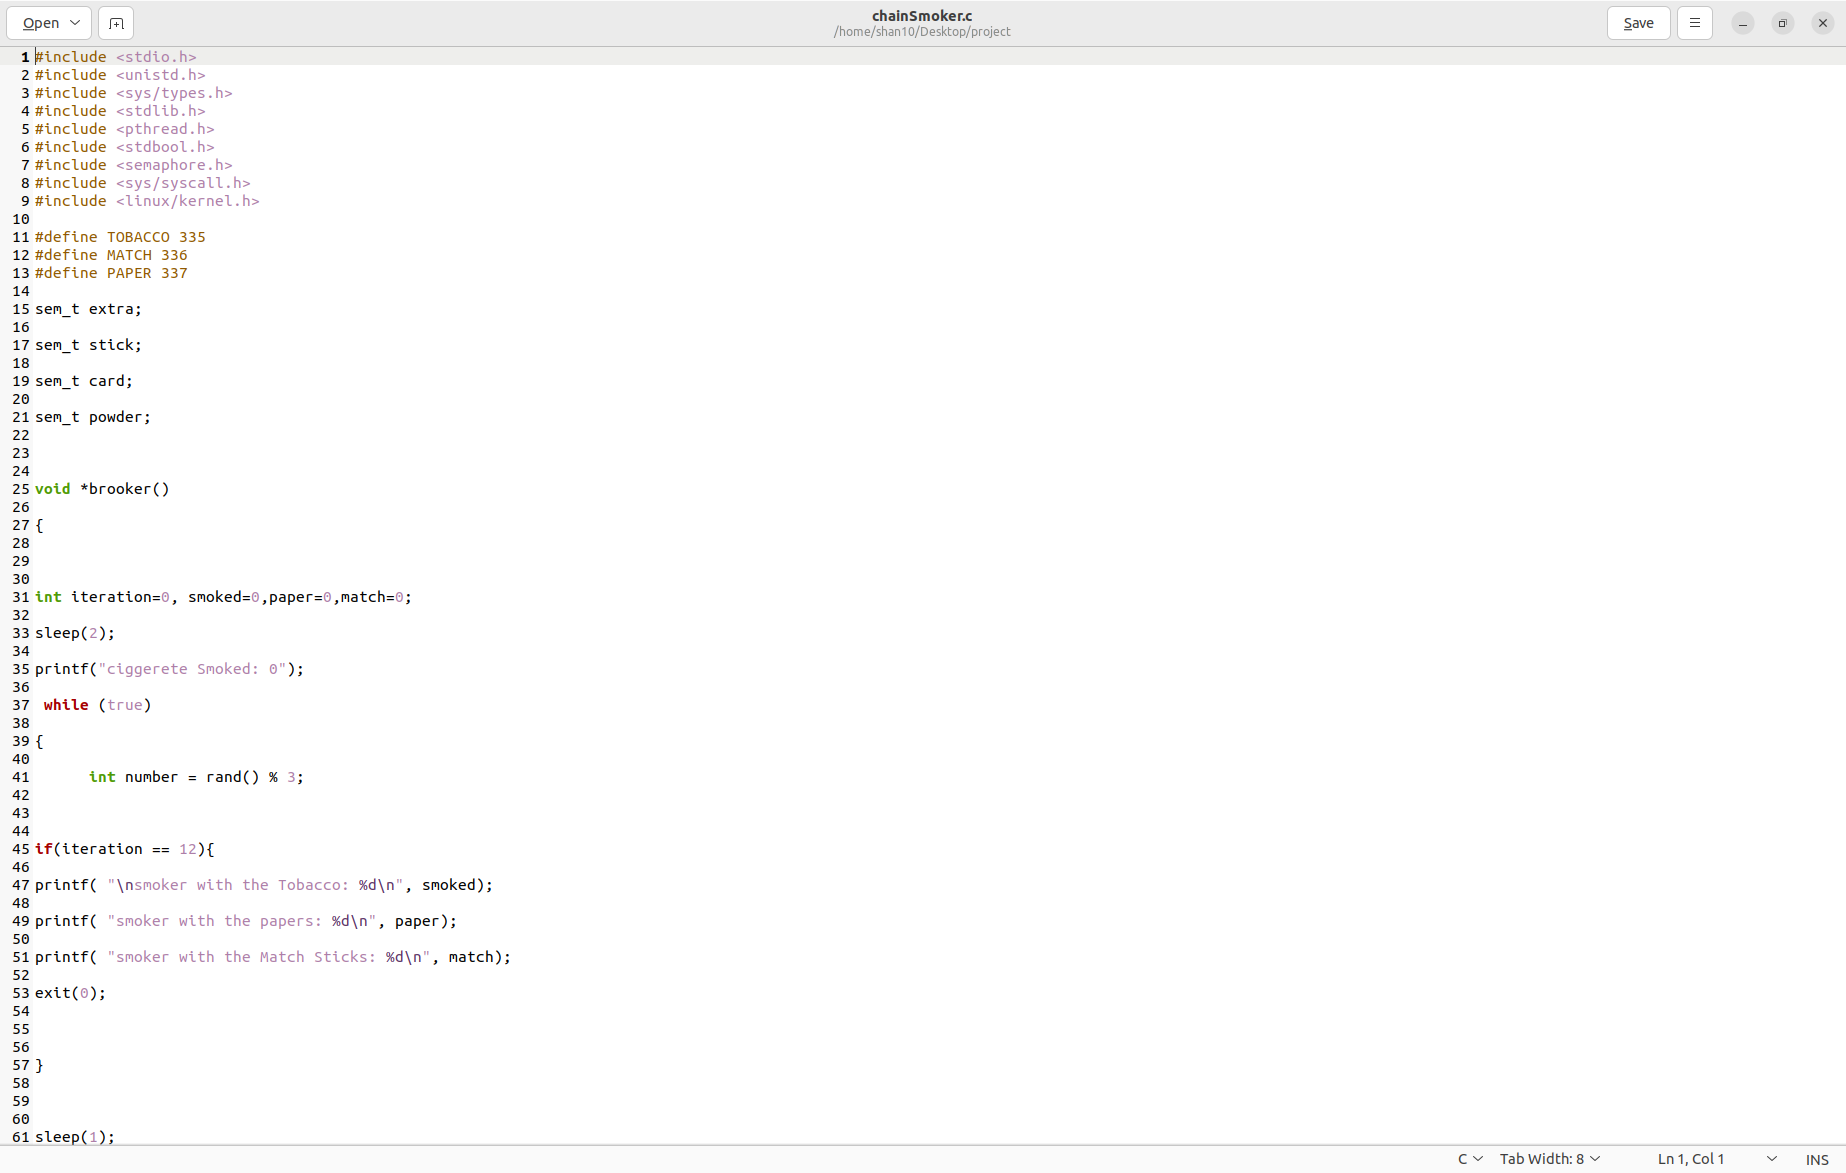 Open
chainSmoker.c
/home/shan10/Desktop/project
Save
1 #include <stdio.h>
2 #include <unistd.h>
3 #include <sys/types.h>
4 #include <stdlib.h>
5 #include <pthread.h>
6 #include <stdbool.h>
7 #include <semaphore.h>
8 #include <sys/syscall.h>
9 #include <linux/kernel.h>
10
11 #define TOBACCO 335
12 #define MATCH 336
13 #define PAPER 337
14
15 sem_t extra;
16
17 sem_t stick;
18
19 sem_t card;
20
21 sem_t powder;
22
23
24
25 void *brooker()
26
27 {
28
29
30
31 int iteration=0, smoked=0,paper=0,match=0;
32
33 sleep(2);
34
35 printf("ciggerete Smoked: 0");
36
37  while (true)
38
39 {
40
41       int number = rand() % 3;
42
43
44
45 if(iteration == 12){
46
47 printf( "\nsmoker with the Tobacco: %d\n", smoked);
48
49 printf( "smoker with the papers: %d\n", paper);
50
51 printf( "smoker with the Match Sticks: %d\n", match);
52
53 exit(0);
54
55
56
57 }
58
59
60
61 sleep(1);
C Tab Width: 8 Ln 1, Col 1 INS